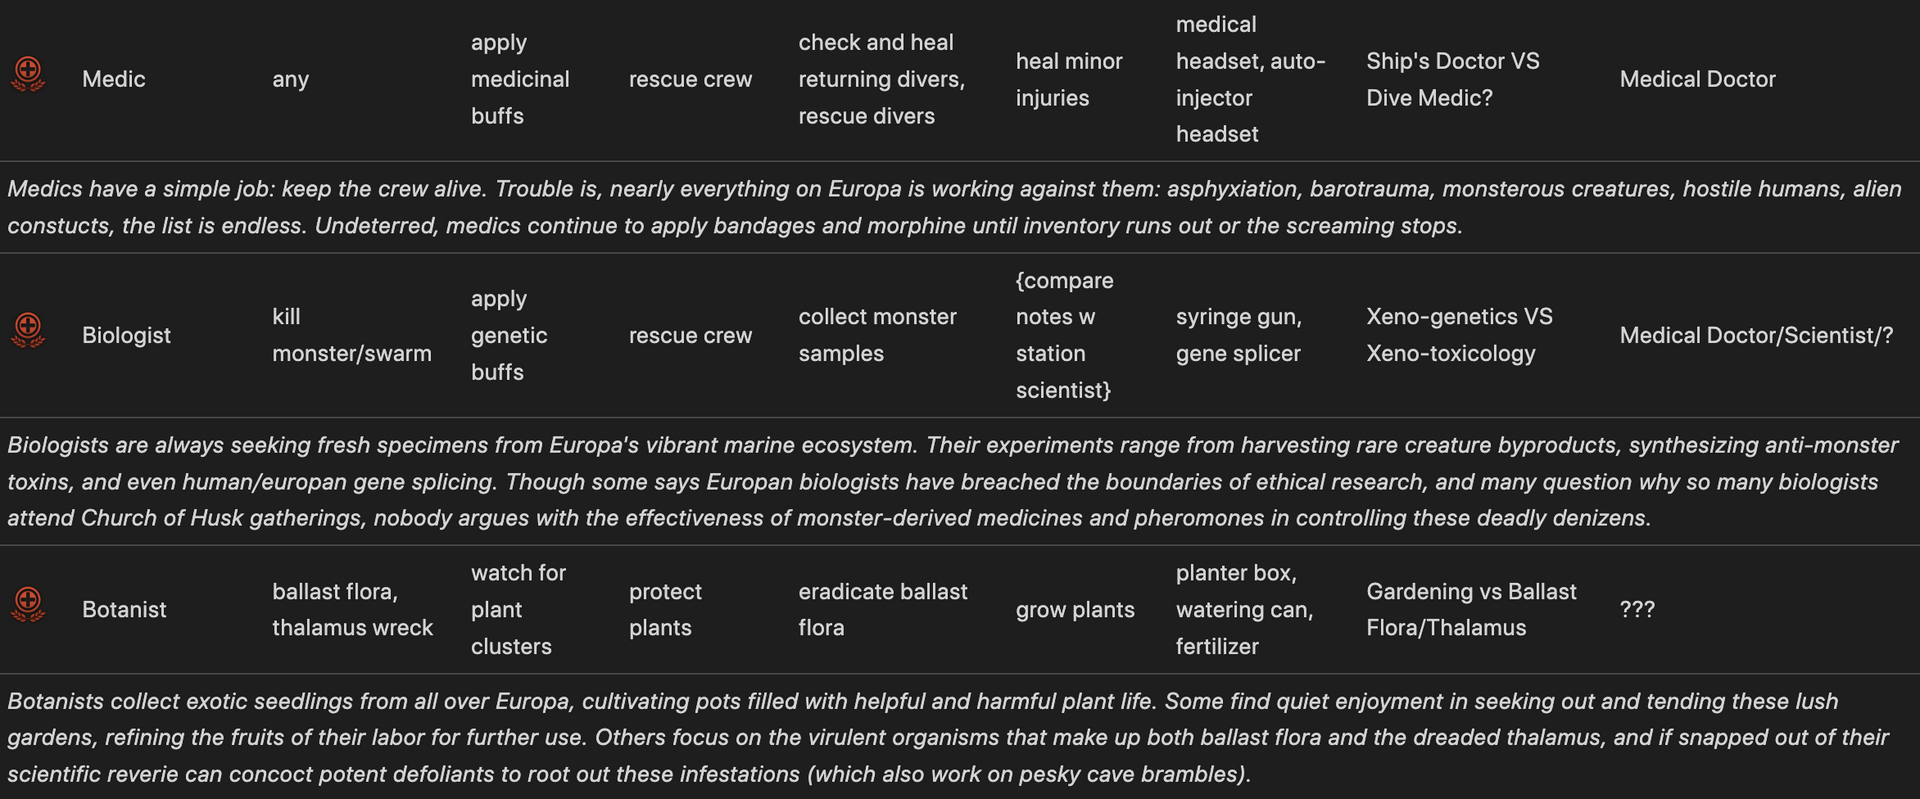 Medic
any
apply
medicinal
buffs
rescue crew
check and heal
returning divers,
rescue divers
heal minor
injuries
medical
headset, auto-
injector
headset
Ship's Doctor VS
Dive Medic?
Medical Doctor
Medics have a simple job: keep the crew alive. Trouble is, nearly everything on Europa is working against them: asphyxiation, barotrauma, monsterous creatures, hostile humans, alien
constucts, the list is endless. Undeterred, medics continue to apply bandages and morphine until inventory runs out or the screaming stops.
Biologist
kill
monster/swarm
apply
genetic
buffs
rescue crew
collect monster
samples
{compare
notes w
station
scientist}
syringe gun,
gene splicer
Xeno-genetics VS
Xeno-toxicology
Medical Doctor/Scientist/?
Biologists are always seeking fresh specimens from Europa's vibrant marine ecosystem. Their experiments range from harvesting rare creature byproducts, synthesizing anti-monster
toxins, and even human/europan gene splicing. Though some says Europan biologists have breached the boundaries of ethical research, and many question why so many biologists
attend Church of Husk gatherings, nobody argues with the effectiveness of monster-derived medicines and pheromones in controlling these deadly denizens.
Botanist
ballast flora,
thalamus wreck
watch for
plant
clusters
protect
plants
eradicate ballast
flora
grow plants
planter box,
watering can,
fertilizer
Gardening vs Ballast
Flora/Thalamus
???
Botanists collect exotic seedlings from all over Europa, cultivating pots filled with helpful and harmful plant life. Some find quiet enjoyment in seeking out and tending these lush
gardens, refining the fruits of their labor for further use. Others focus on the virulent organisms that make up both ballast flora and the dreaded thalamus, and if snapped out of their
scientific reverie can concoct potent defoliants to root out these infestations (which also work on pesky cave brambles).